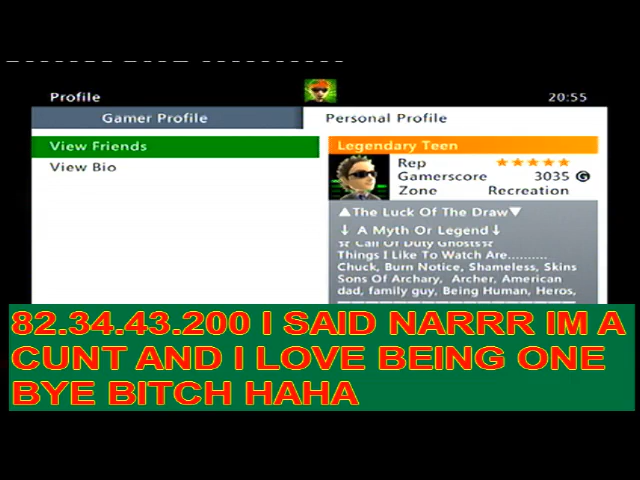 Profile
20:55
Gamer Profile
Personal Profile
View Friends
View Bio
Legendary Teen
Rep ★★★★★
Gamerscore 3035 G
Zone Recreation
▲The Luck Of The Draw▼
↓ A Myth Or Legend↓
☆ Call Of Duty Ghosts☆
Things I Like To Watch Are.........
Chuck, Burn Notice, Shameless, Skins
Sons Of Archary, Archer, American
dad, family guy, Being Human, Heroes,
82.34.43.200 I SAID NARRR IM A
CUNT AND I LOVE BEING ONE
BYE BITCH HAHA